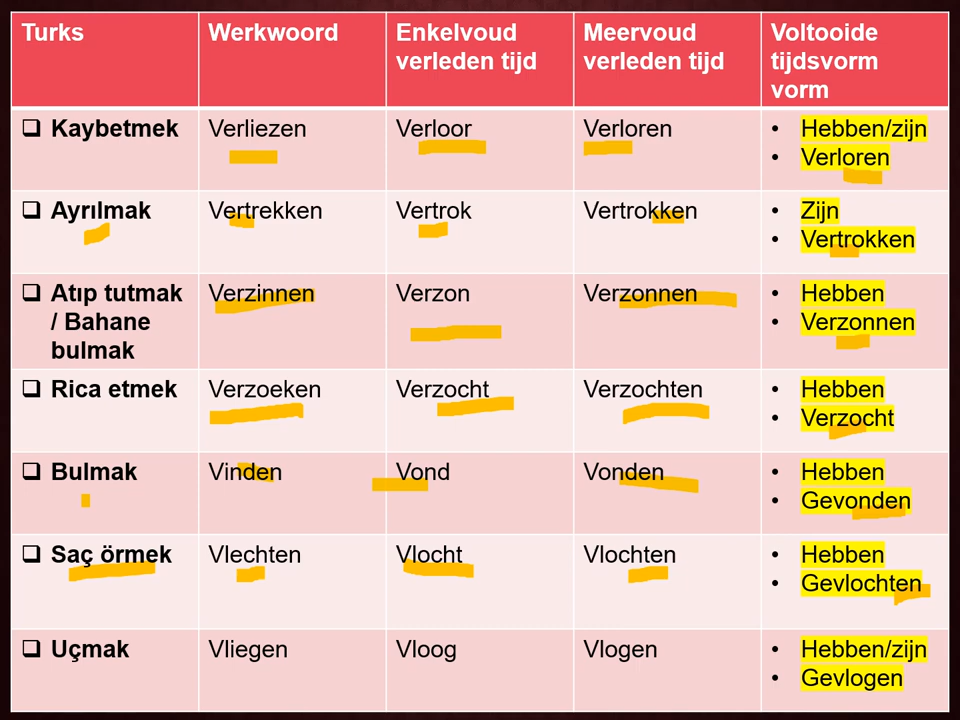 Turks
Werkwoord
Enkelvoud
verleden tijd
Meervoud
verleden tijd
Voltooide
tijdsvorm
vorm
Kaybetmek
Verliezen
Verloor
Verloren
Hebben/zijn
Verloren
Ayrılmak
Vertrekken
Vertrok
Vertrokken
Zijn
Vertrokken
Atıp tutmak
/ Bahane
bulmak
Verzinnen
Verzon
Verzonnen
Hebben
Verzonnen
Rica etmek
Verzoeken
Verzocht
Verzochten
Hebben
Verzocht
Bulmak
Vinden
Vond
Vonden
Hebben
Gevonden
Saç örmek
Vlechten
Vlocht
Vlochten
Hebben
Gevlochten
Uçmak
Vliegen
Vloog
Vlogen
Hebben/zijn
Gevlogen